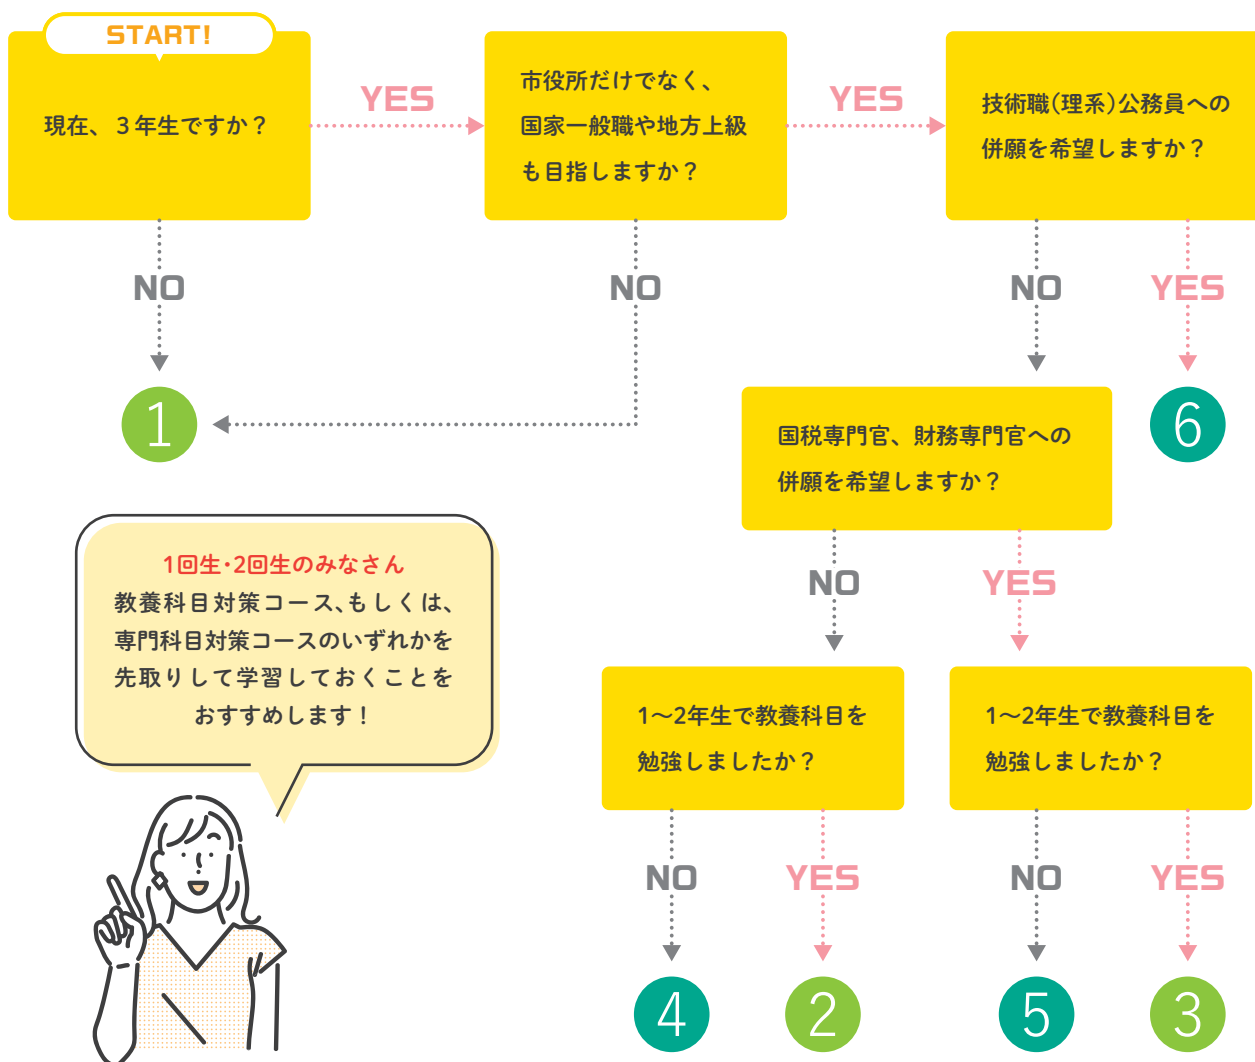 START!
現在、3年生ですか?
YES
市役所だけでなく、
国家一般職や地方上級
も目指しますか?
YES
技術職(理系)公務員への
併願を希望しますか?
NO
NO
NO
YES
1
国税専門官、財務専門官への
併願を希望しますか?
6
NO
YES
1回生・2回生のみなさん
教養科目対策コース、もしくは、
専門科目対策コースのいずれかを
先取りして学習しておくことを
おすすめします!
1〜2年生で教養科目を
勉強しましたか?
1〜2年生で教養科目を
勉強しましたか?
NO
YES
NO
YES
4
2
5
3